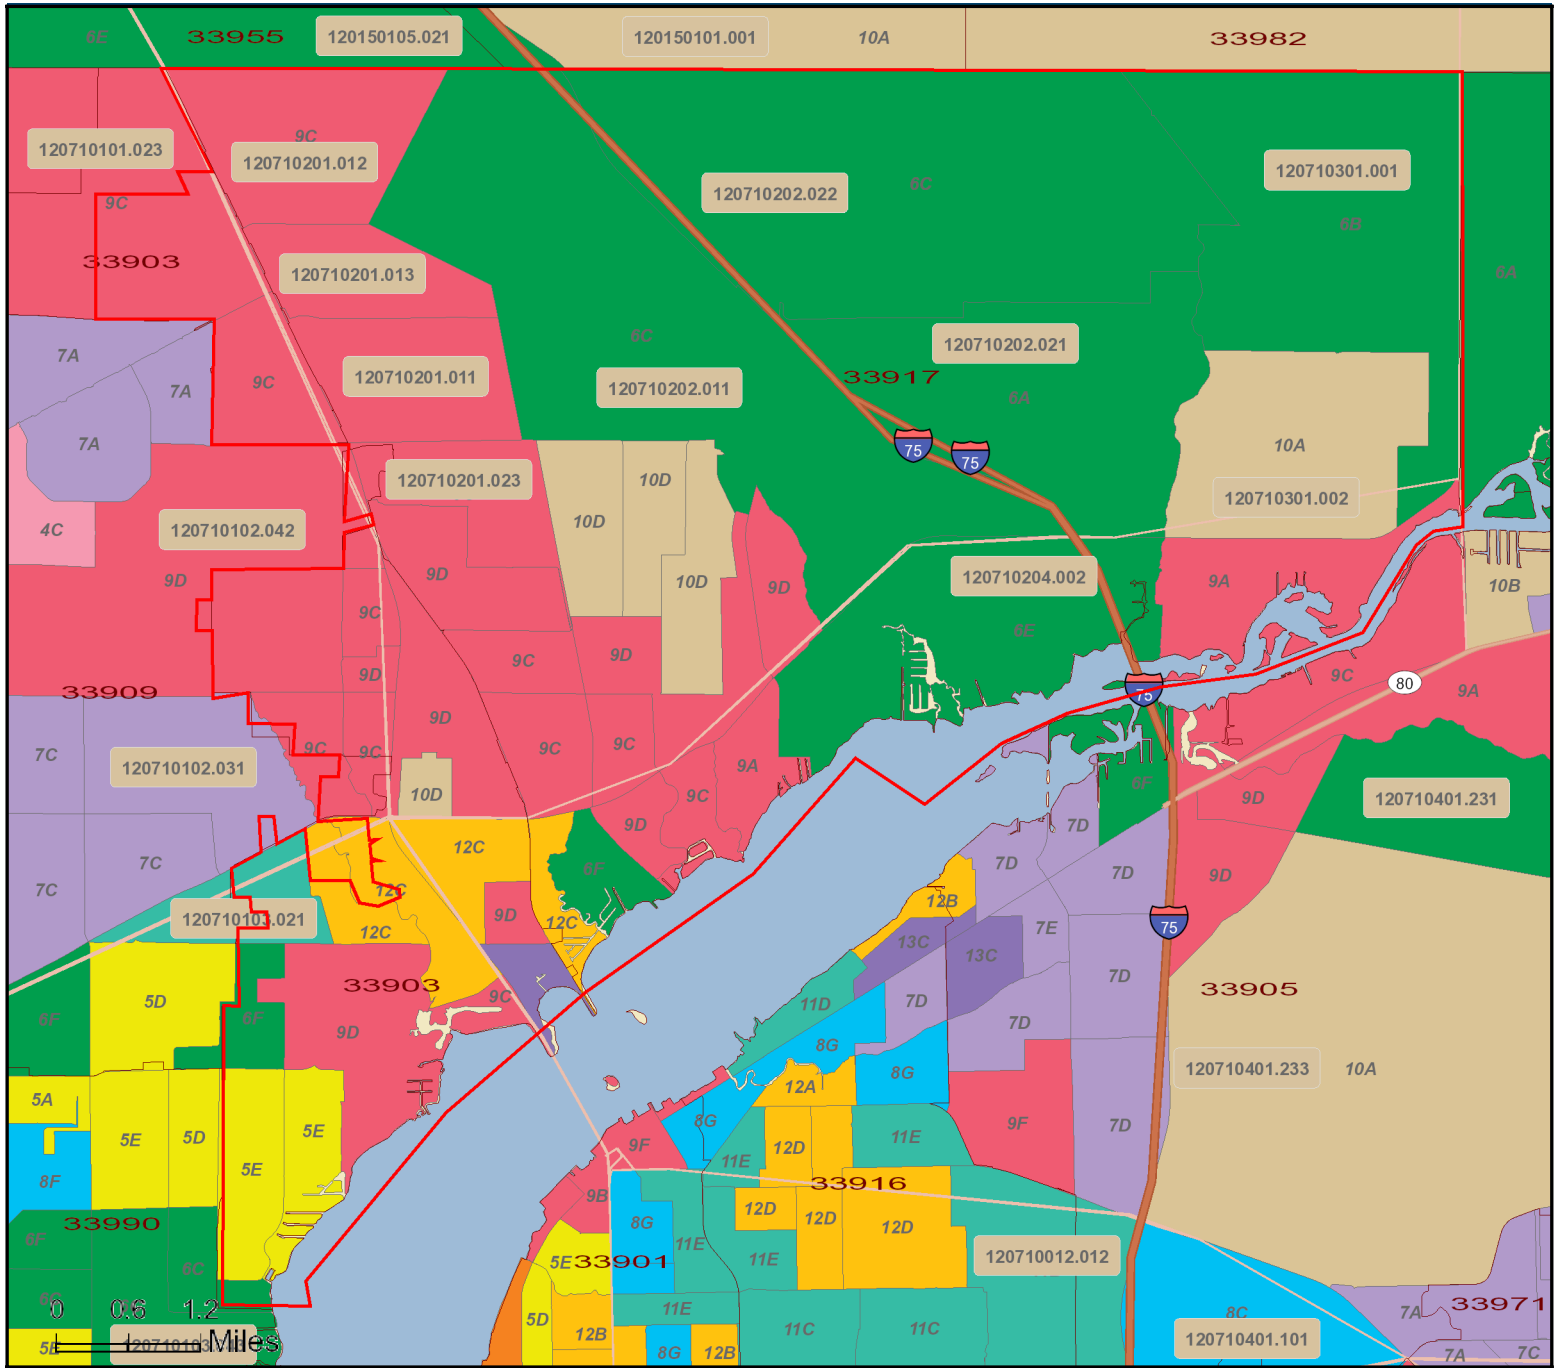 6E 33955 120150105.021 120150101.001 10A 33982
9C
120710101.023 120710201.012 120710202.022 6C 120710301.001
9C 6B
33903 120710201.013 6A
6C 120710202.021
7A 7A 9C 120710201.011 120710202.011 33917 6A
7A 75 75 10A
120710201.023 10D 120710301.002
4C 120710102.042 10D
9D 9D 10D 9D 120710204.002 9A 10B
9C 6E
9C 9D
9D 75 9C 80 9A
33909 9D
7C 9C 9C 9C 9C
120710102.031 9A 6F
10D 9C 9D 120710401.231
9D 7D
7C 7C 12C 7D
6F 7D 9D
12C 12B
120710103.021 9D 12C 7E 75
12C 13C 13C
33903 7D
5D 9C 11D 7D 33905
6F 6F 9D 7D
8G
120710401.233 10A
8G
5A 12A
8G
5E 5D 5E 9F 11E 9F 7D
12D
5E 11E
8F 33916
9B
33990 8G 12D 12D 12D
6F 11E
5E 33901 11E 120710012.012
6C
0 0.6 1.2 11E 8C 7A 33971
5D 12B 11C 11C
5E Miles 8G 12B 120710401.101 7A 7C